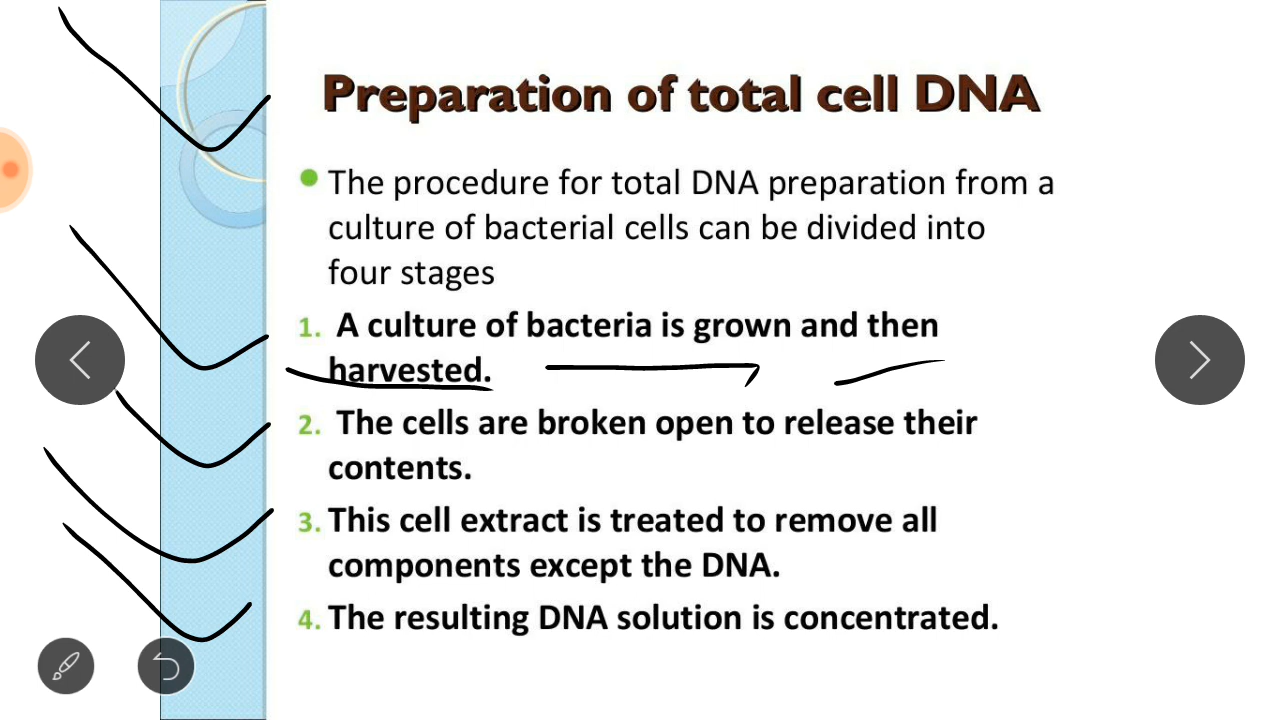 Preparation of total cell DNA
The procedure for total DNA preparation from a
culture of bacterial cells can be divided into
four stages
1. A culture of bacteria is grown and then
harvested.
2. The cells are broken open to release their
contents.
3. This cell extract is treated to remove all
components except the DNA.
4. The resulting DNA solution is concentrated.